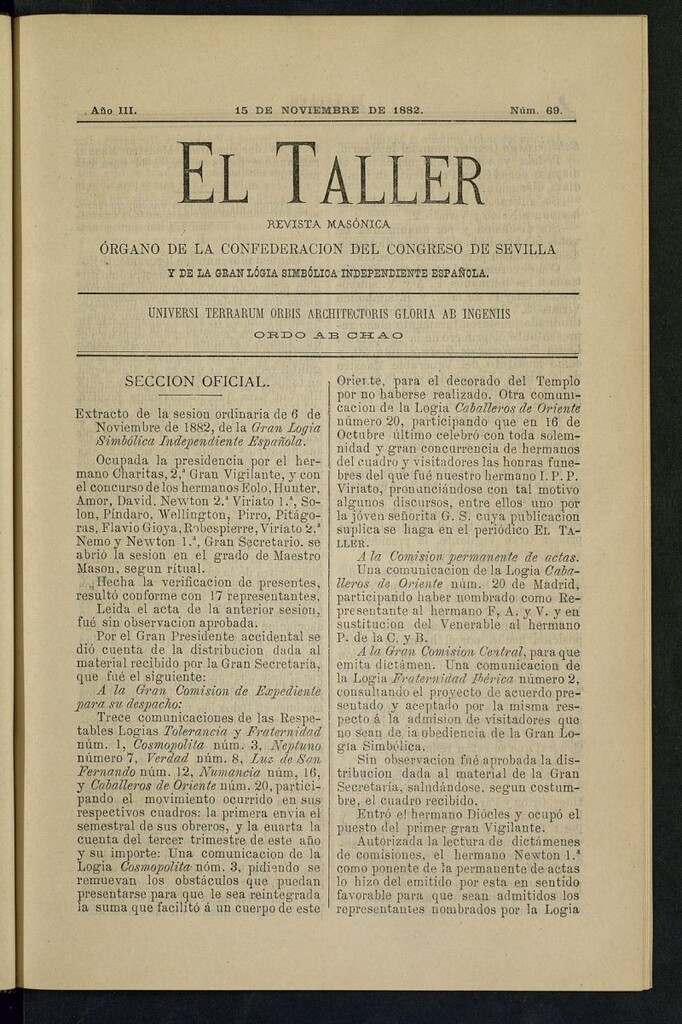 Año III.
15 DE NOVIEMBRE DE 1882.
Núm. 69.
EL TALLER
REVISTA MASÓNICA
ÓRGANO DE LA CONFEDERACION DEL CONGRESO DE SEVILLA
Y DE LA GRAN LÓGIA SIMBÓLICA INDEPENDIENTE ESPAÑOLA.
UNIVERSI TERRARUM ORBIS ARCHITECTORIS GLORIA AB INGENIIS
ORDO AB CHAO
SECCION OFICIAL.
Extracto de la sesion ordinaria de 6 de
Noviembre de 1882, de la Gran Logia
Simbólica Independiente Española.
Ocupada la presidencia por el her-
mano Charitas, 2.ª Gran Vigilante, y con
el concurso de los hermanos Eolo, Hunter,
Amor, David, Newton 2.ª Viriato 1.ª, So-
lon, Píndaro, Wellington, Pirro, Pitágo-
ras, Flavio Gioya, Robespierre, Viriato 2.ª
Nemo y Newton 1.ª, Gran Secretario. se
abrió la sesion en el grado de Maestro
Mason, segun ritual.
Hecha la verificacion de presentes,
resultó conforme con 17 representantes.
Leida el acta de la anterior sesion,
fué sin observacion aprobada.
Por el Gran Presidente accidental se
dió cuenta de la distribucion dada al
material recibido por la Gran Secretaría,
que fué el siguiente:
A la Gran Comision de Expediente
para su despacho:
Trece comunicaciones de las Respe-
tables Logias Tolerancia y Fraternidad
núm. 1, Cosmopolita núm. 3, Neptuno
número 7, Verdad núm. 8, Luz de San
Fernando núm. 12, Numancia núm, 16,
y Caballeros de Oriente núm. 20, partici-
pando el movimiento ocurrido en sus
respectivos cuadros: la primera envia el
semestral de sus obreros, y la cuarta la
cuenta del tercer trimestre de este año
y su importe: Una comunicacion de la
Logia Cosmopolita nóm. 3, pidiendo se
remuevan los obstáculos que puedan
presentarse para que le sea reintegrada
la suma que facilitó á un cuerpo de este
Oriente, para el decorado del Templo
por no haberse realizado. Otra comuni-
cacion de la Logia Caballeros de Oriente
número 20, participando que en 16 de
Octubre último celebró con toda solem-
nidad y gran concurrencia de hermanos
del cuadro y visitadores las honras fune-
bres del que fué nuestro hermano I. P. P.
Viriato, pronunciándose con tal motivo
algunos discursos, entre ellos uno por
la jóven señorita G. S. cuya publicacion
suplica se haga en el periódico EL TA-
LLER.
A la Comision permanente de actas.
Una comunicacion de la Logia Caba-
lleros de Oriente núm. 20 de Madrid,
participando haber nombrado como Re-
presentante al hermano F, A. y V. y en
sustitucion del Venerable al hermano
P. de la C. y B.
A la Gran Comision Central, para que
emita dictámen. Una comunicacion de
la Logia Fraternidad Ibérica número 2,
consultando el proyecto de acuerdo pre-
sentado y aceptado por la misma res-
pecto á la admision de visitadores que
no sean de la obediencia de la Gran Lo-
gia Simbólica.
Sin observacion fué aprobada la dis-
tribucion dada al material de la Gran
Secretaría, saludándose. segun costum-
bre, el cuadro recibido.
Entró el hermano Diócles y ocupó el
puesto del primer gran Vigilante.
Autorizada la lectura de dictámenes
de comisiones, el hermano Newton 1.ª
como ponente de la permanente de actas
lo hizo del emitido por esta en sentido
favorable para que sean admitidos los
representantes nombrados por la Logia